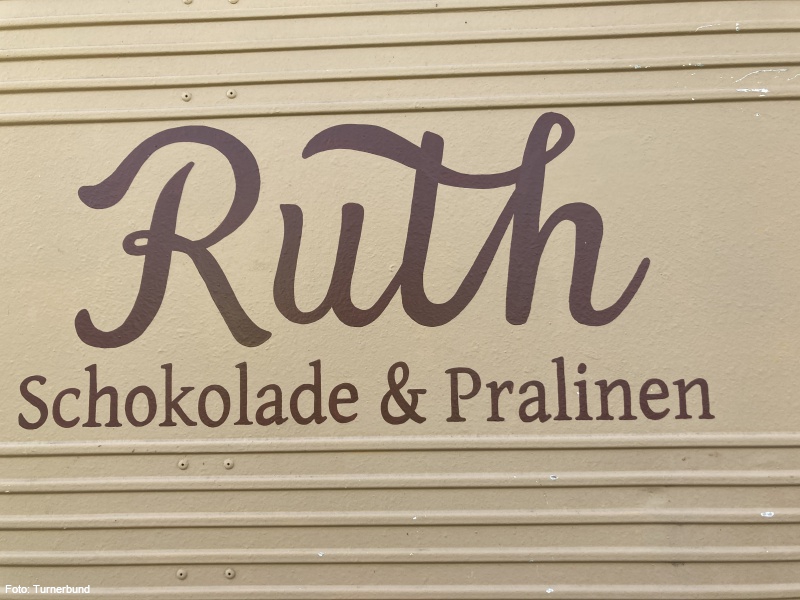 Ruth
Schokolade & Pralinen
Foto: Turnerbund